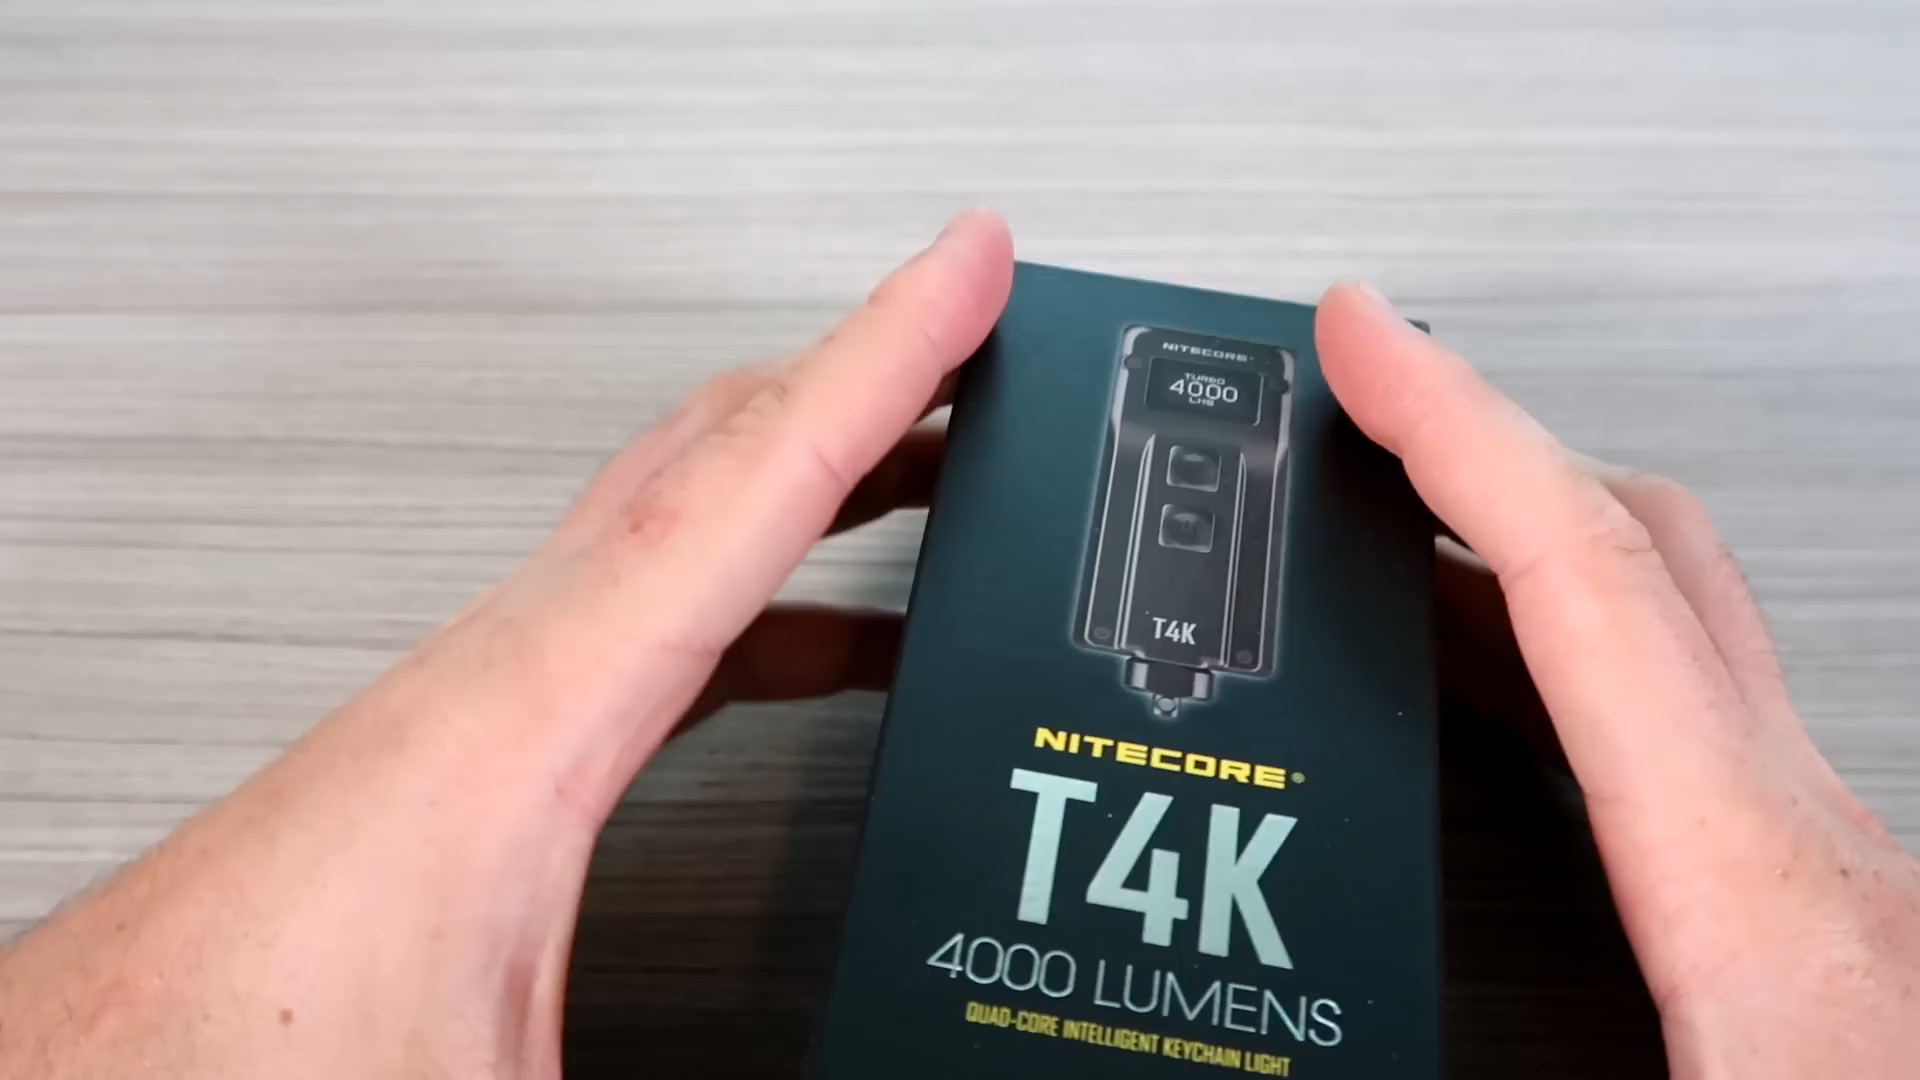 NITECORE®
TURBO
4000
LMS
T4K
NITECORE®
T4K
4000 LUMENS
QUAD-CORE INTELLIGENT KEYCHAIN LIGHT